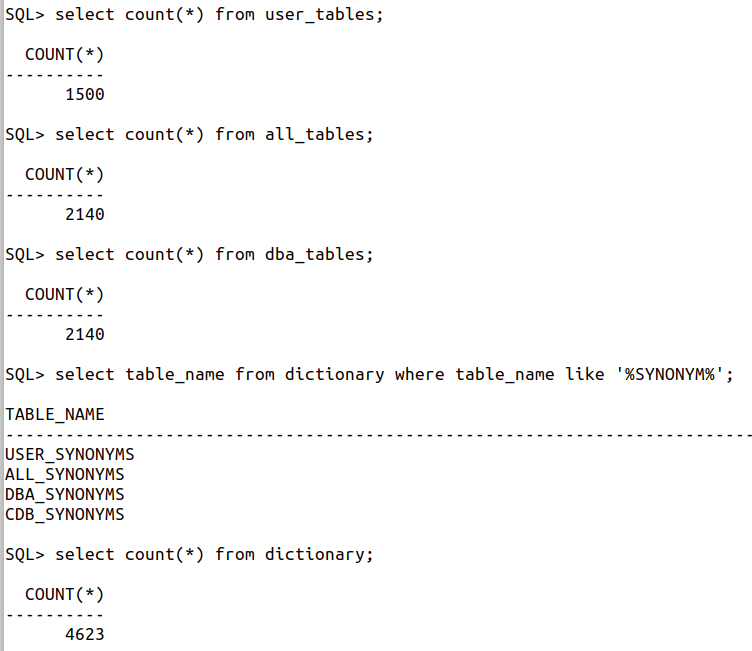 SQL> select count(*) from user_tables;
  COUNT(*)
----------
      1500
SQL> select count(*) from all_tables;
  COUNT(*)
----------
      2140
SQL> select count(*) from dba_tables;
  COUNT(*)
----------
      2140
SQL> select table_name from dictionary where table_name like '%SYNONYM%';
TABLE_NAME
---------------------------------------------------------------------------
USER_SYNONYMS
ALL_SYNONYMS
DBA_SYNONYMS
CDB_SYNONYMS
SQL> select count(*) from dictionary;
  COUNT(*)
----------
      4623